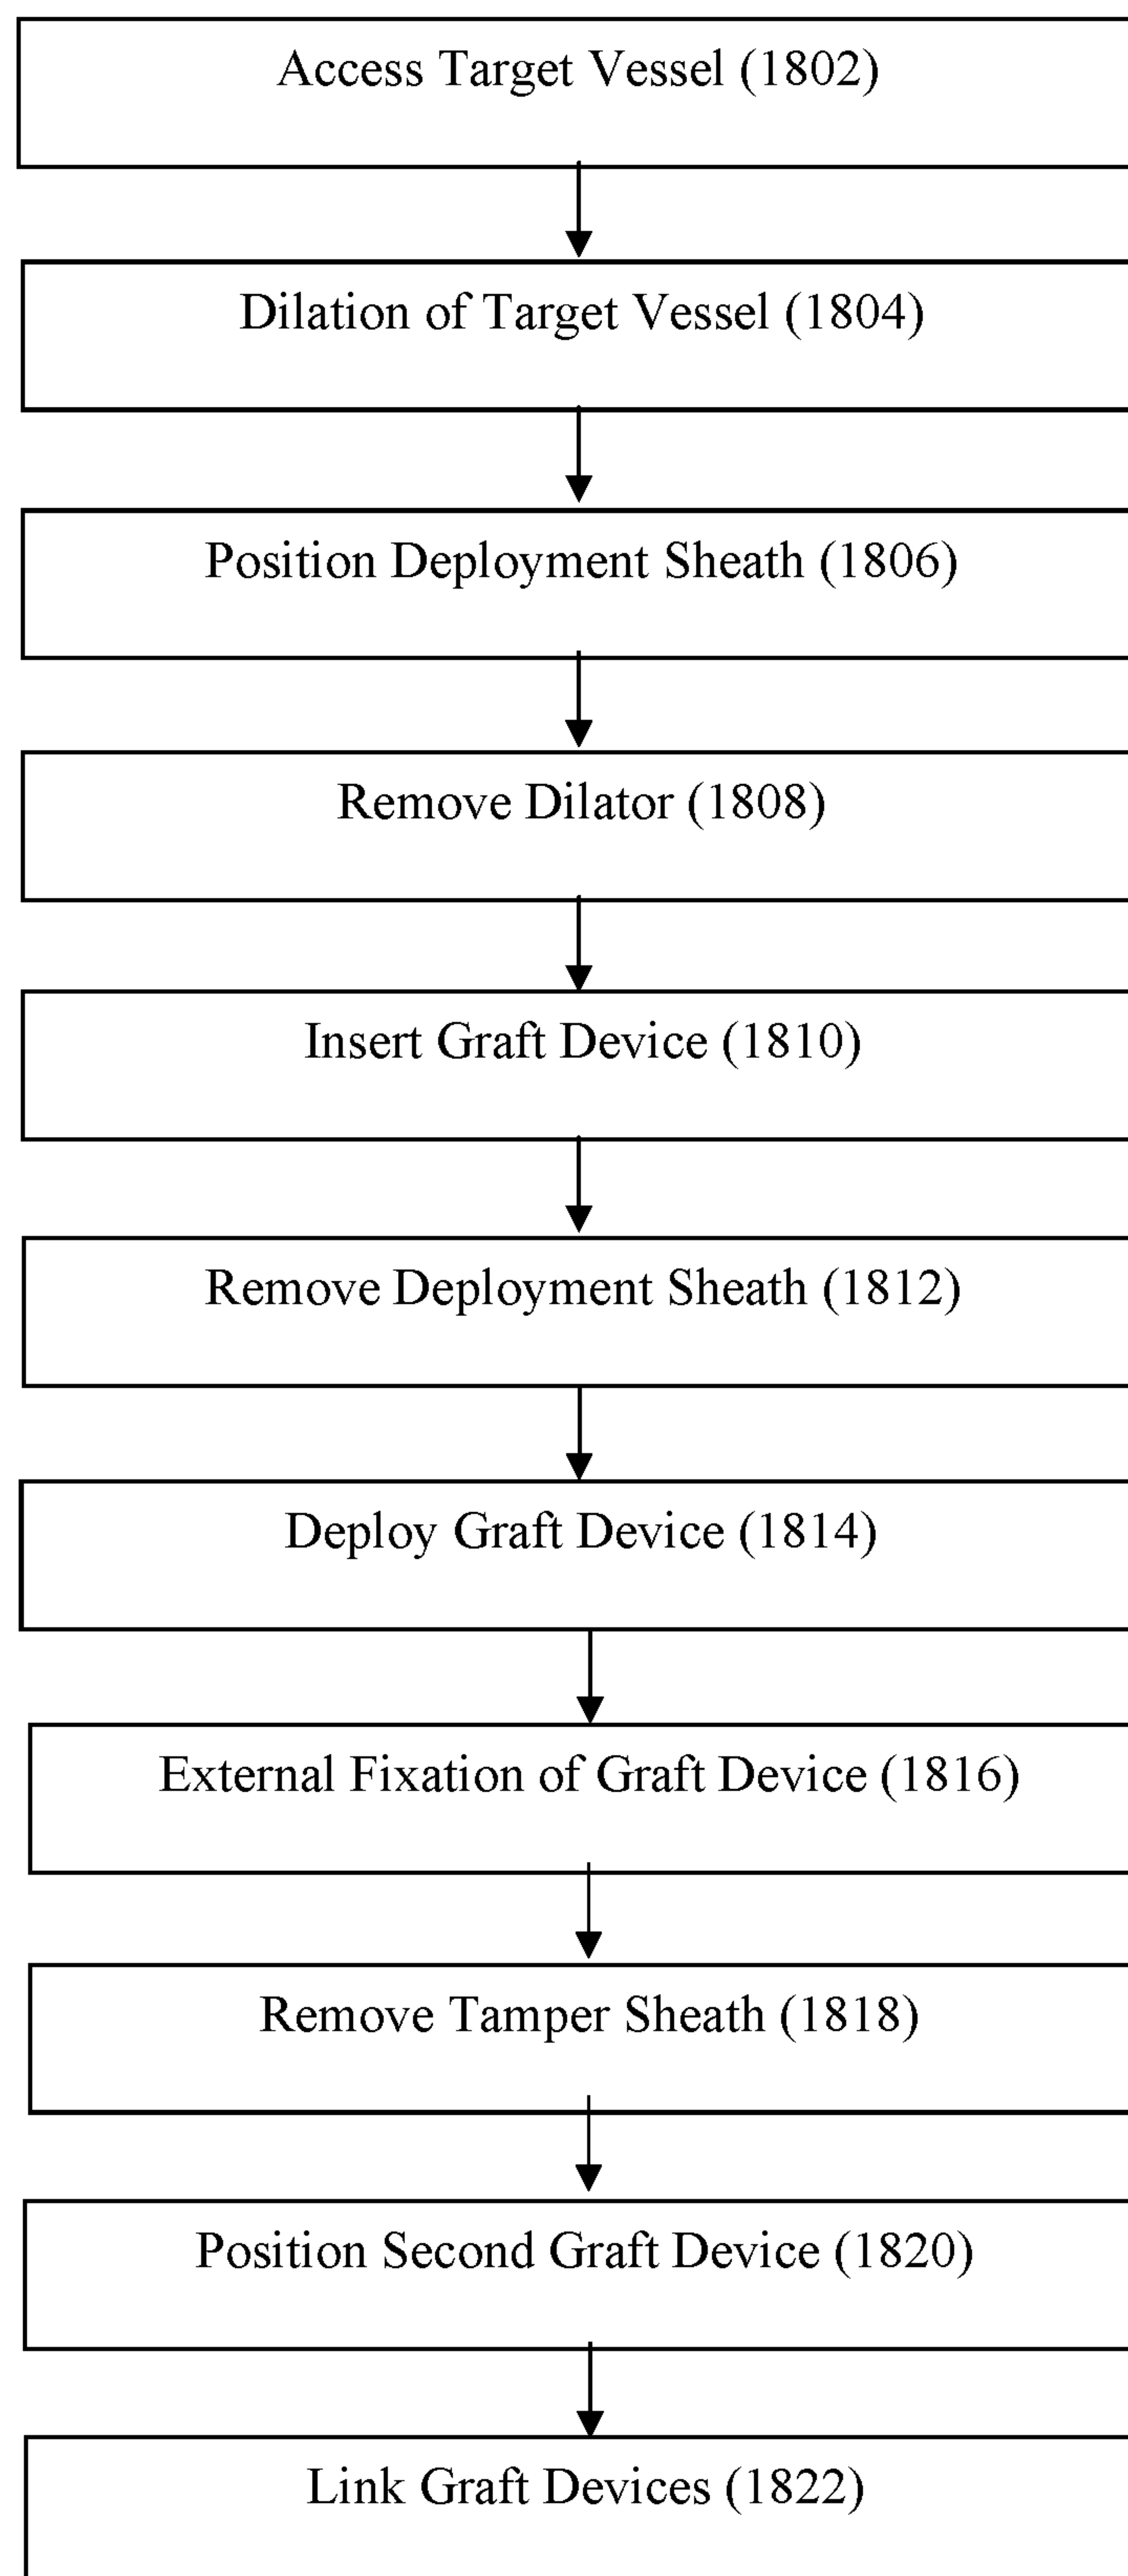 Access Target Vessel (1802)
Dilation of Target Vessel (1804)
Position Deployment Sheath (1806)
Remove Dilator (1808)
Insert Graft Device (1810)
Remove Deployment Sheath (1812)
Deploy Graft Device (1814)
External Fixation of Graft Device (1816)
Remove Tamper Sheath (1818)
Position Second Graft Device (1820)
Link Graft Devices (1822)